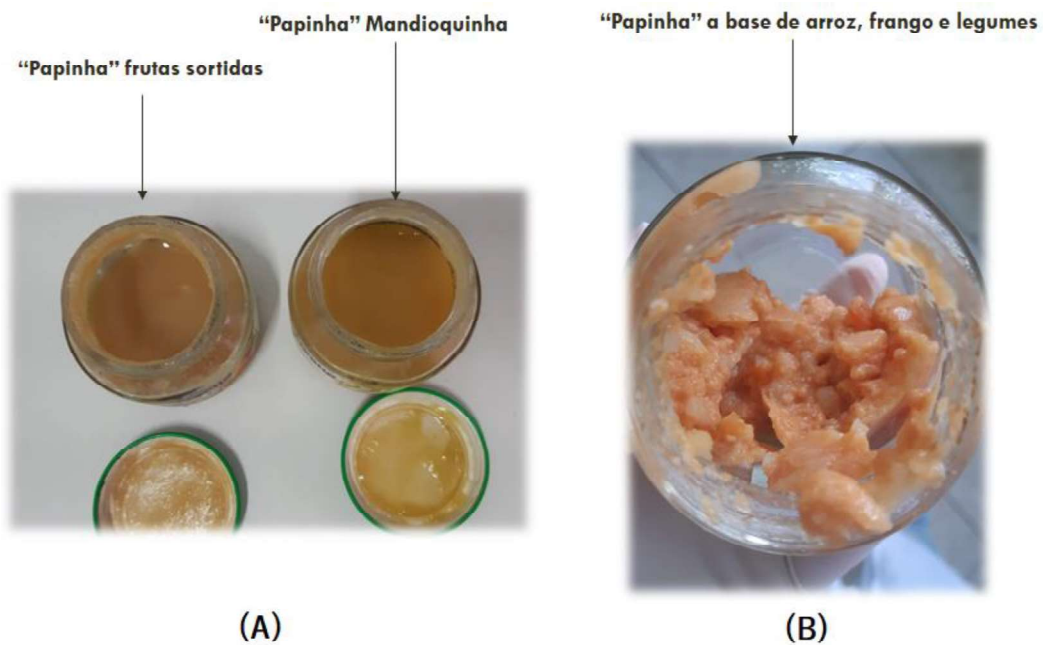 “Papinha” Mandioquinha
“Papinha” frutas sortidas
“Papinha” a base de arroz, frango e legumes
(A)
(B)